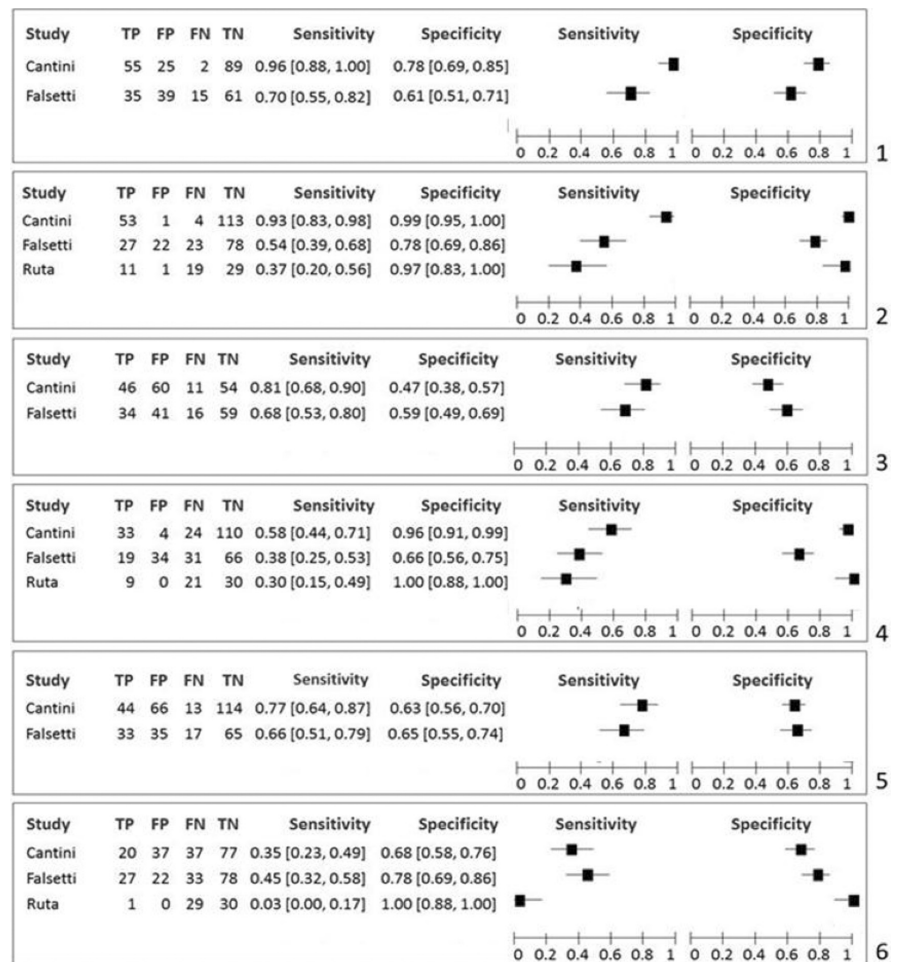 Study TP FP FN TN Sensitivity Specificity Sensitivity Specificity
Cantini 55 25 2 89 0.96 [0.88, 1.00] 0.78 [0.69, 0.85]
Falsetti 35 39 15 61 0.70 [0.55, 0.82] 0.61 [0.51, 0.71]
0 0.2 0.4 0.6 0.8 1 0 0.2 0.4 0.6 0.8 1
1
Study TP FP FN TN Sensitivity Specificity Sensitivity Specificity
Cantini 53 1 4 113 0.93 [0.83, 0.98] 0.99 [0.95, 1.00]
Falsetti 27 22 23 78 0.54 [0.39, 0.68] 0.78 [0.69, 0.86]
Ruta 11 1 19 29 0.37 [0.20, 0.56] 0.97 [0.83, 1.00]
0 0.2 0.4 0.6 0.8 1 0 0.2 0.4 0.6 0.8 1
2
Study TP FP FN TN Sensitivity Specificity Sensitivity Specificity
Cantini 46 60 11 54 0.81 [0.68, 0.90] 0.47 [0.38, 0.57]
Falsetti 34 41 16 59 0.68 [0.53, 0.80] 0.59 [0.49, 0.69]
0 0.2 0.4 0.6 0.8 1 0 0.2 0.4 0.6 0.8 1
3
Study TP FP FN TN Sensitivity Specificity Sensitivity Specificity
Cantini 33 4 24 110 0.58 [0.44, 0.71] 0.96 [0.91, 0.99]
Falsetti 19 34 31 66 0.38 [0.25, 0.53] 0.66 [0.56, 0.75]
Ruta 9 0 21 30 0.30 [0.15, 0.49] 1.00 [0.88, 1.00]
0 0.2 0.4 0.6 0.8 1 0 0.2 0.4 0.6 0.8 1
4
Study TP FP FN TN Sensitivity Specificity Sensitivity Specificity
Cantini 44 66 13 114 0.77 [0.64, 0.87] 0.63 [0.56, 0.70]
Falsetti 33 35 17 65 0.66 [0.51, 0.79] 0.65 [0.55, 0.74]
0 0.2 0.4 0.6 0.8 1 0 0.2 0.4 0.6 0.8 1
5
Study TP FP FN TN Sensitivity Specificity Sensitivity Specificity
Cantini 20 37 37 77 0.35 [0.23, 0.49] 0.68 [0.58, 0.76]
Falsetti 27 22 33 78 0.45 [0.32, 0.58] 0.78 [0.69, 0.86]
Ruta 1 0 29 30 0.03 [0.00, 0.17] 1.00 [0.88, 1.00]
0 0.2 0.4 0.6 0.8 1 0 0.2 0.4 0.6 0.8 1
6